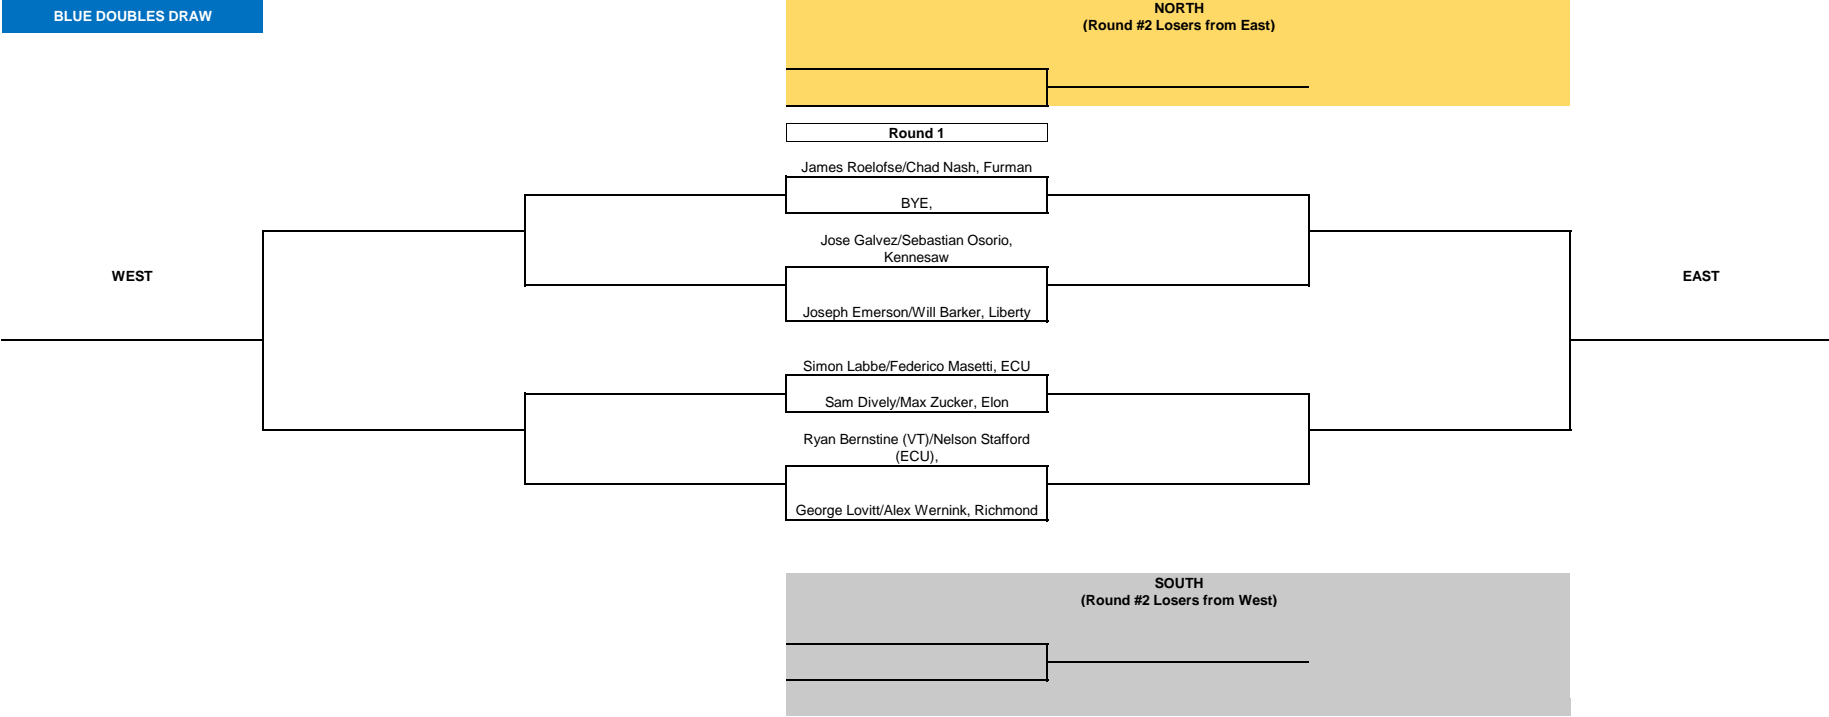 BLUE DOUBLES DRAW
NORTH
(Round #2 Losers from East)
Round 1
James Roelofse/Chad Nash, Furman
BYE,
Jose Galvez/Sebastian Osorio,
Kennesaw
WEST
EAST
Joseph Emerson/Will Barker, Liberty
Simon Labbe/Federico Masetti, ECU
Sam Dively/Max Zucker, Elon
Ryan Bernstine (VT)/Nelson Stafford
(ECU),
George Lovitt/Alex Wernink, Richmond
SOUTH
(Round #2 Losers from West)